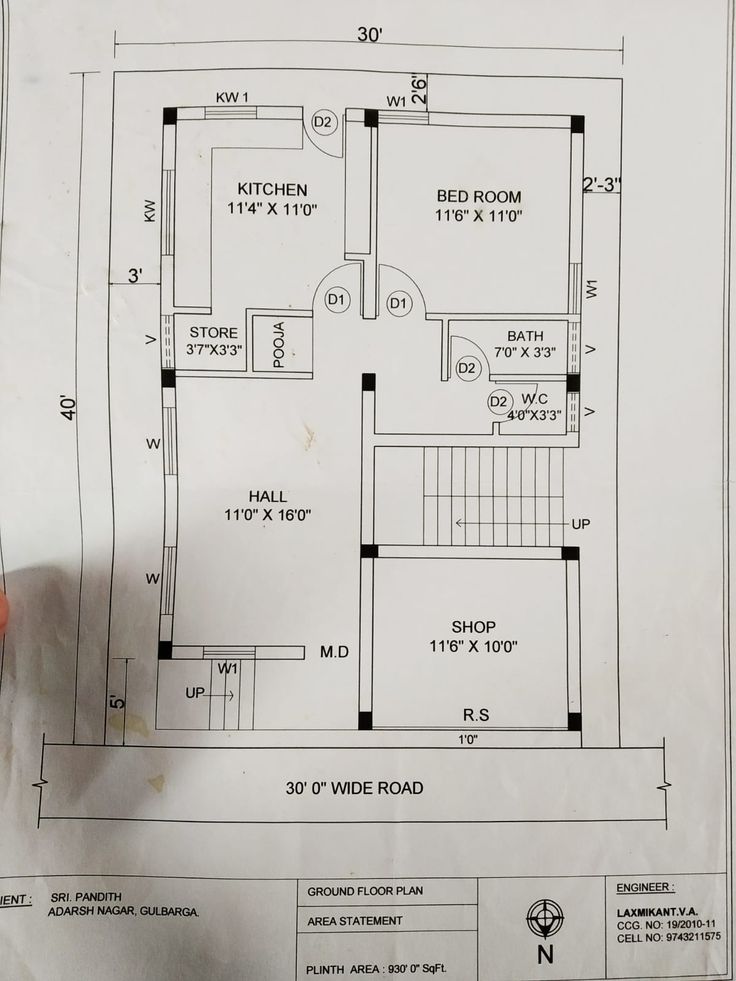 30'
2'6"
KW 1
D2
W1
KITCHEN
11'4" X 11'0"
BED ROOM
11'6" X 11'0"
2'-3"
KW
3'
W1
D1
D1
STORE
3'7"X3'3"
POOJA
BATH
7'0" X 3'3"
V
V
D2
D2
W.C
4'0"X3'3"
V
40'
W
HALL
11'0" X 16'0"
UP
W
SHOP
11'6" X 10'0"
M.D
W1
UP
5'
R.S
1'0"
30' 0" WIDE ROAD
IENT :
SRI. PANDITH
ADARSH NAGAR, GULBARGA.
GROUND FLOOR PLAN
AREA STATEMENT
PLINTH AREA : 930' 0" SqFt.
N
ENGINEER :
LAXMIKANT.V.A.
CCG. NO: 19/2010-11
CELL NO: 9743211575